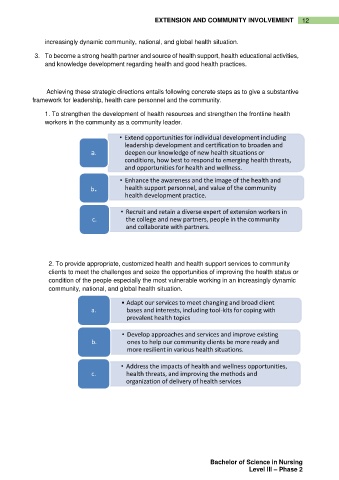 EXTENSION AND COMMUNITY INVOLVEMENT 12
increasingly dynamic community, national, and global health situation.
3. To become a strong health partner and source of health support, health educational activities,
and knowledge development regarding health and good health practices.
Achieving these strategic directions entails following concrete steps as to give a substantive
framework for leadership, health care personnel and the community.
1. To strengthen the development of health resources and strengthen the frontline health
workers in the community as a community leader.
a.
• Extend opportunities for individual development including
leadership development and certification to broaden and
deepen our knowledge of new health situations or
conditions, how best to respond to emerging health threats,
and opportunities for health and wellness.
b.
• Enhance the awareness and the image of the health and
health support personnel, and value of the community
health development practice.
c.
• Recruit and retain a diverse expert of extension workers in
the college and new partners, people in the community
and collaborate with partners.
2. To provide appropriate, customized health and health support services to community
clients to meet the challenges and seize the opportunities of improving the health status or
condition of the people especially the most vulnerable working in an increasingly dynamic
community, national, and global health situation.
a.
• Adapt our services to meet changing and broad client
bases and interests, including tool-kits for coping with
prevalent health topics
b.
• Develop approaches and services and improve existing
ones to help our community clients be more ready and
more resilient in various health situations.
c.
• Address the impacts of health and wellness opportunities,
health threats, and improving the methods and
organization of delivery of health services
Bachelor of Science in Nursing
Level III – Phase 2